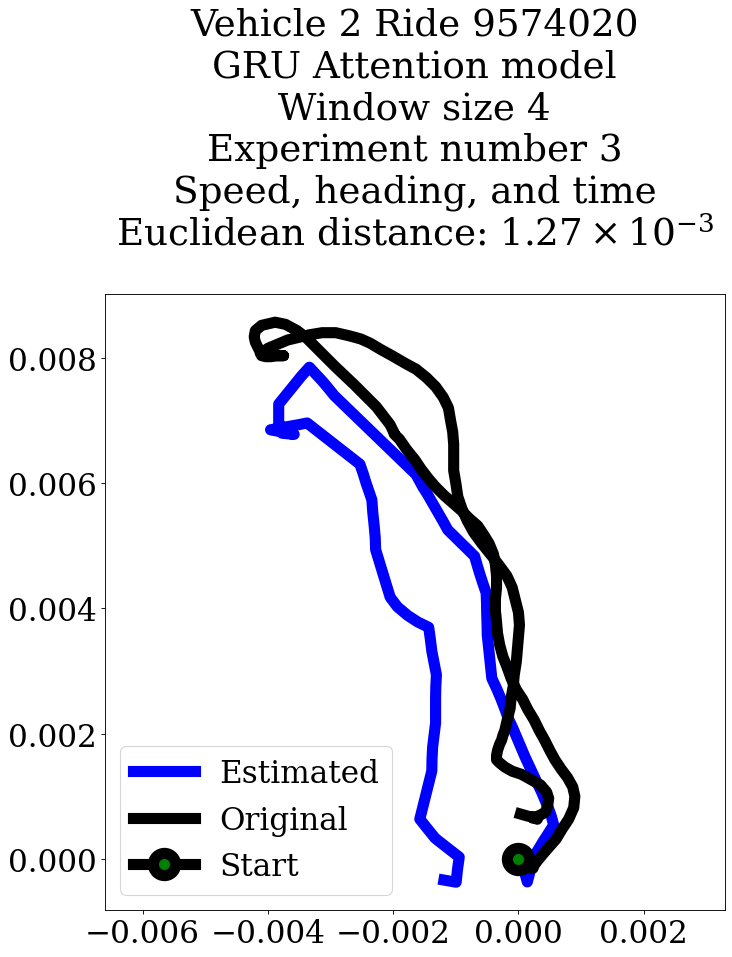 Vehicle 2 Ride 9574020
GRU Attention model
Window size 4
Experiment number 3
Speed, heading, and time
Euclidean distance: 1.27 × 10⁻³
0.008
0.006
0.004
0.002
0.000
Estimated
Original
Start
−0.006 −0.004 −0.002 0.000 0.002